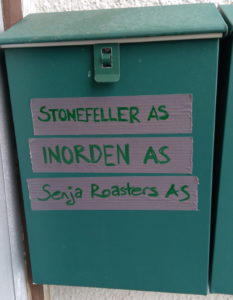 STONEFELLER AS
INORDEN AS
Senja Roasters AS